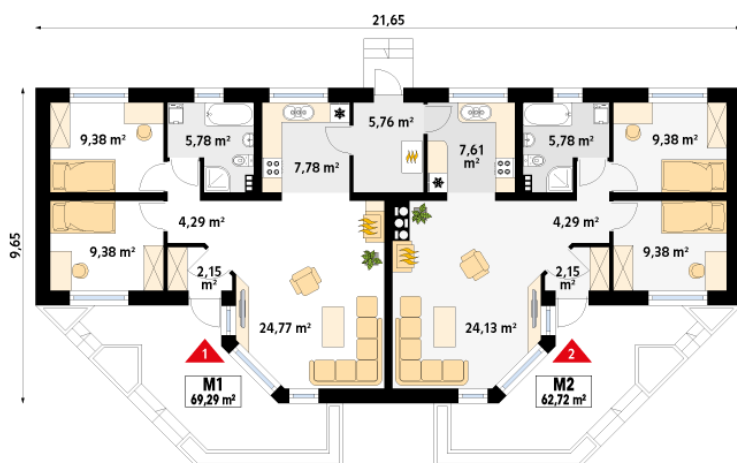 21,65
9,65
9,38 m²
5,78 m²
7,78 m²
5,76 m²
7,61
m²
5,78 m²
9,38 m²
4,29 m²
4,29 m²
9,38 m²
2,15
m²
2,15
m²
9,38 m²
24,77 m²
24,13 m²
1
2
M1
69,29 m²
M2
62,72 m²